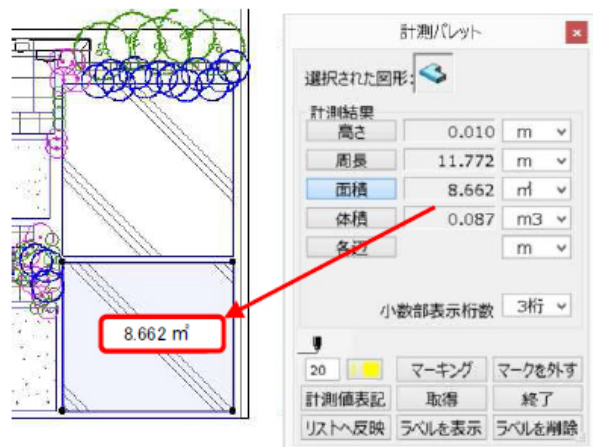 計測パレット
選択された図形:
計測結果
高さ 0.010 m
周長 11.772 m
面積 8.662 ㎡
体積 0.087 m3
各辺 m
8.662 ㎡
小数部表示桁数 3桁
20 マーキング マークを外す
計測値表記 取得 終了
リストへ反映 ラベルを表示 ラベルを削除